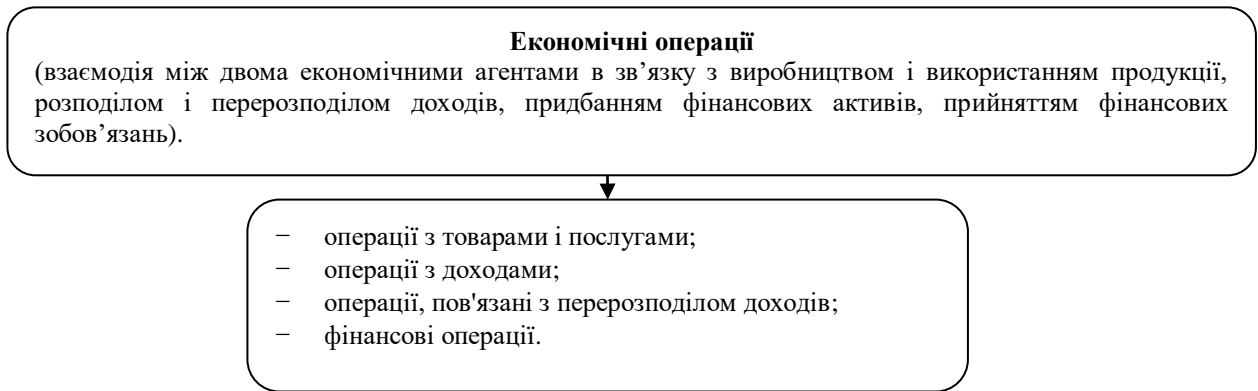 Економічні операції
(взаємодія між двома економічними агентами в зв’язку з виробництвом і використанням продукції,
розподілом і перерозподілом доходів, придбанням фінансових активів, прийняттям фінансових
зобов’язань).
− операції з товарами і послугами;
− операції з доходами;
− операції, пов'язані з перерозподілом доходів;
− фінансові операції.